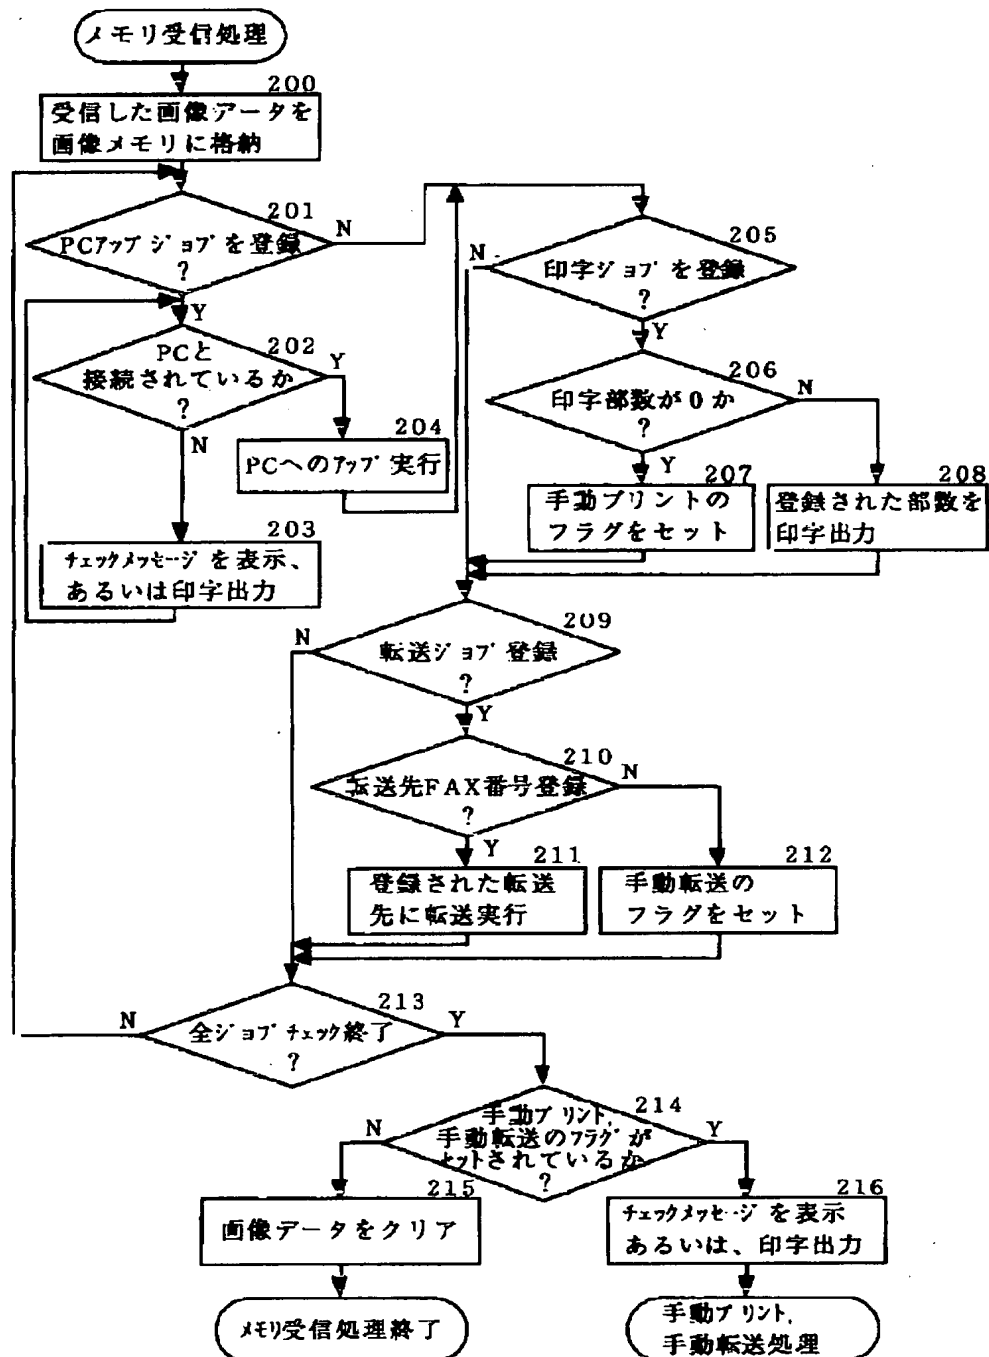 メモリ受信処理
200
受信した画像データを
画像メモリに格納
201
PCアップジョブを登録
?
N
Y
202
PCと
接続されているか
?
Y
N
203
チェックメッセージを表示、
あるいは印字出力
204
PCへのアップ実行
205
印字ジョブを登録
?
N
Y
206
印字部数が0か
?
N
Y
207
手動プリントの
フラグをセット
208
登録された部数を
印字出力
209
転送ジョブ登録
?
N
Y
210
転送先FAX番号登録
?
N
Y
211
登録された転送
先に転送実行
212
手動転送の
フラグをセット
213
全ジョブチェック終了
?
N
Y
214
手動プリント,
手動転送のフラグが
セットされているか
?
N
Y
215
画像データをクリア
216
チェックメッセージを表示
あるいは、印字出力
メモリ受信処理終了
手動プリント,
手動転送処理